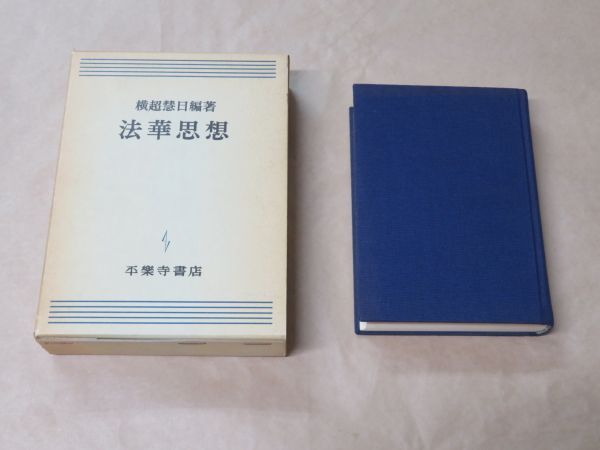 横超慧日編著
法華思想
平樂寺書店